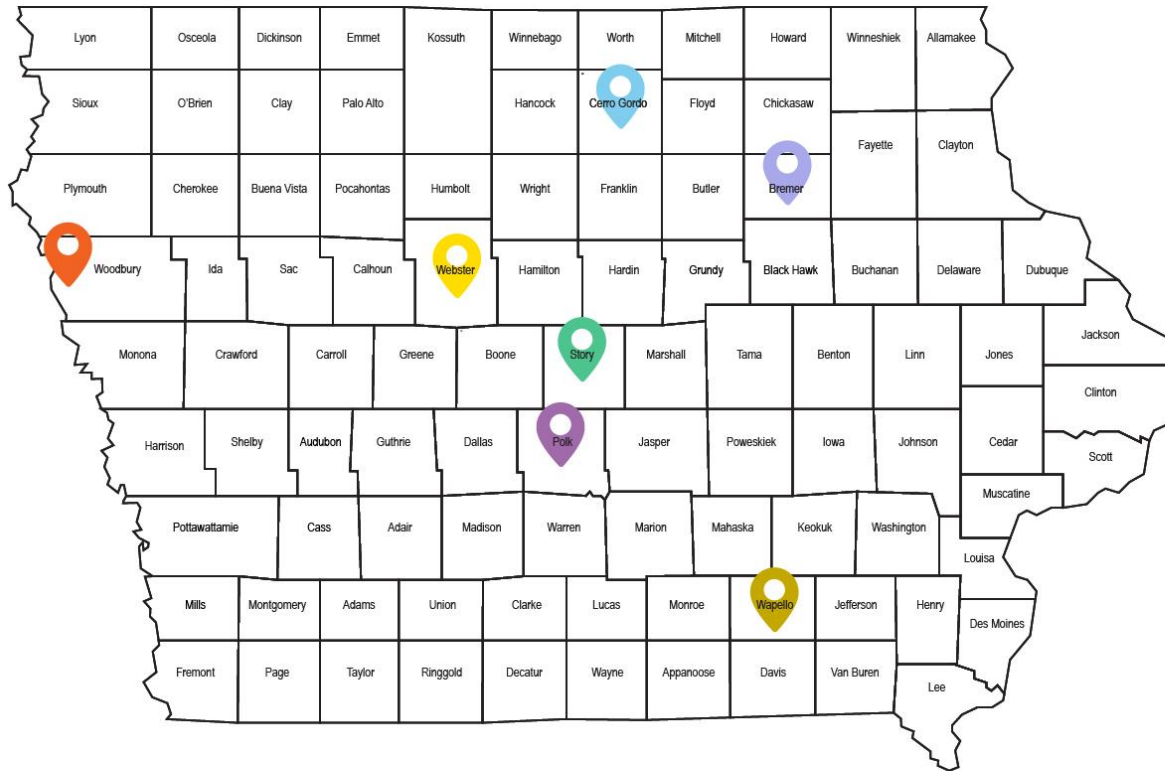 Lyon
Osceola
Dickinson
Emmet
Kossuth
Winnebago
Worth
Mitchell
Howard
Winneshiek
Allamakee
Sioux
O'Brien
Clay
Palo Alto
Hancock
Cerro Gordo
Floyd
Chickasaw
Fayette
Clayton
Plymouth
Cherokee
Buena Vista
Pocahontas
Humbolt
Wright
Franklin
Butler
Bremer
Woodbury
Ida
Sac
Calhoun
Webster
Hamilton
Hardin
Grundy
Black Hawk
Buchanan
Delaware
Dubuque
Jackson
Monona
Crawford
Carroll
Greene
Boone
Story
Marshall
Tama
Benton
Linn
Jones
Clinton
Harrison
Shelby
Audubon
Guthrie
Dallas
Polk
Jasper
Poweskiek
Iowa
Johnson
Cedar
Scott
Muscatine
Pottawattamie
Cass
Adair
Madison
Warren
Marion
Mahaska
Keokuk
Washington
Louisa
Mills
Montgomery
Adams
Union
Clarke
Lucas
Monroe
Wapello
Jefferson
Henry
Des Moines
Fremont
Page
Taylor
Ringgold
Decatur
Wayne
Appanoose
Davis
Van Buren
Lee